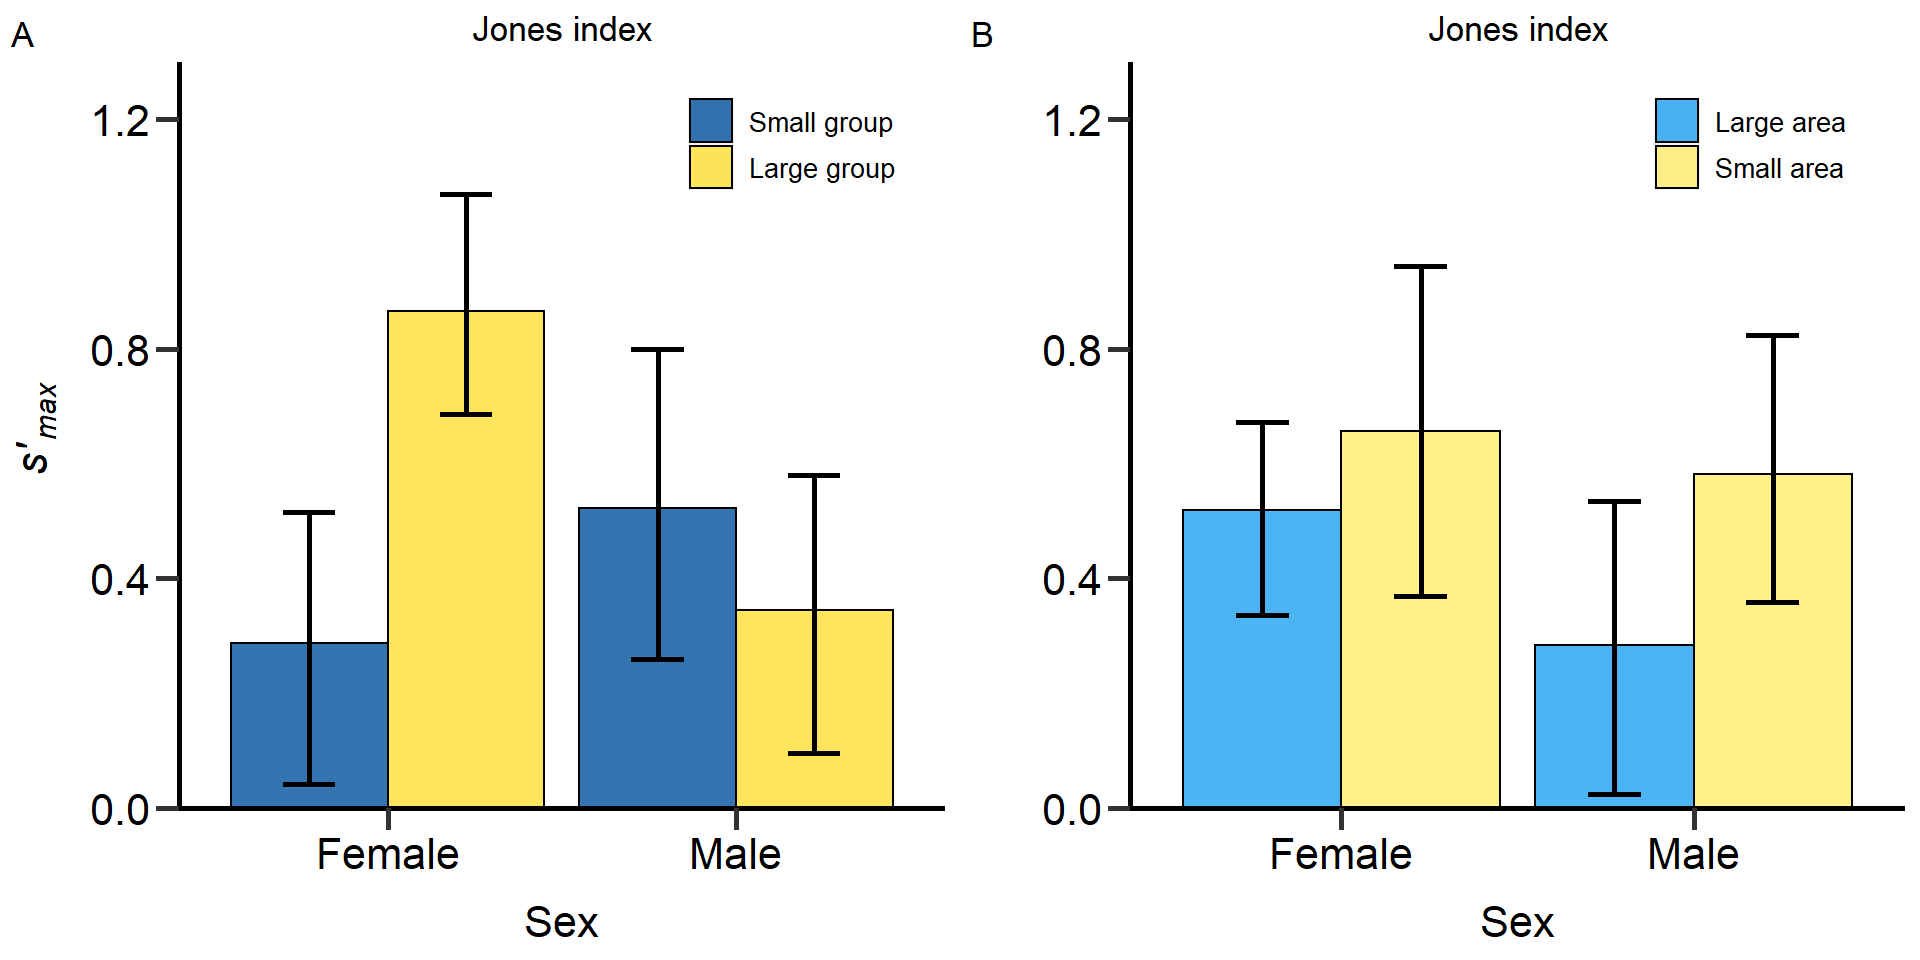 A
Jones index
Small group
Large group
1.2
0.8
0.4
0.0
s'max
Female
Male
Sex
B
Jones index
Large area
Small area
1.2
0.8
0.4
0.0
Female
Male
Sex